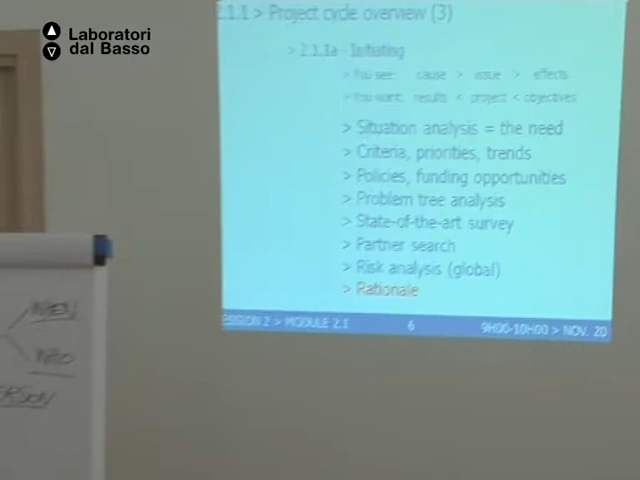 Laboratori
dal Basso
2.1.1 > Project cycle overview (3)
> 2.1.1a - Initiating
> You see: cause > issue > effects
> You want: results < project < objectives
> Situation analysis = the need
> Criteria, priorities, trends
> Policies, funding opportunities
> Problem tree analysis
> State-of-the-art survey
> Partner search
> Risk analysis (global)
> Rationale
2 > MODULE 2.1 6 9H00-10H00 > NOV. 20